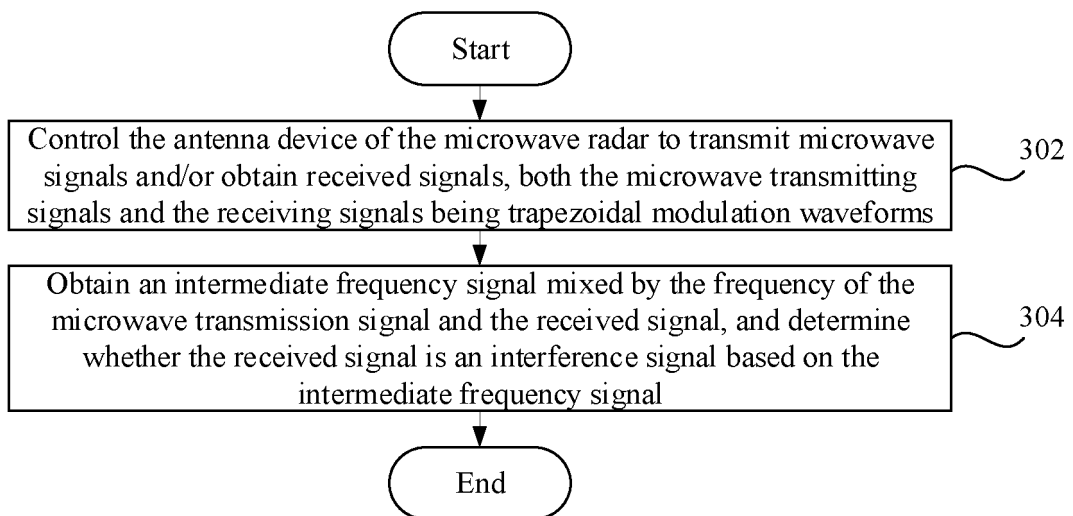 Start
Control the antenna device of the microwave radar to transmit microwave
signals and/or obtain received signals, both the microwave transmitting
signals and the receiving signals being trapezoidal modulation waveforms
302
Obtain an intermediate frequency signal mixed by the frequency of the
microwave transmission signal and the received signal, and determine
whether the received signal is an interference signal based on the
intermediate frequency signal
304
End